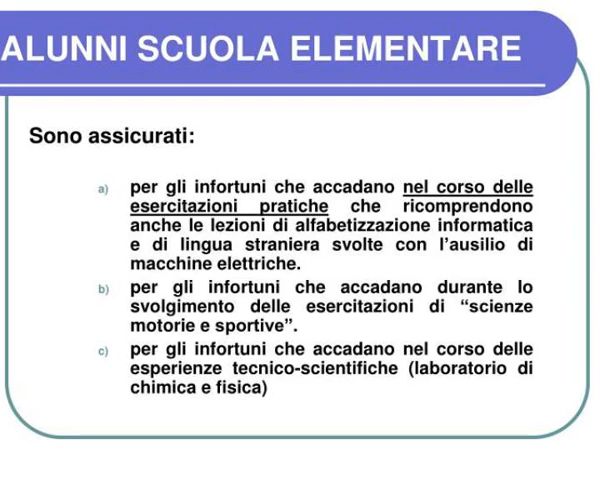 ALUNNI SCUOLA ELEMENTARE
Sono assicurati:
a) per gli infortuni che accadano nel corso delle
esercitazioni pratiche che ricomprendono
anche le lezioni di alfabetizzazione informatica
e di lingua straniera svolte con l'ausilio di
macchine elettriche.
b) per gli infortuni che accadano durante lo
svolgimento delle esercitazioni di “scienze
motorie e sportive”.
c) per gli infortuni che accadano nel corso delle
esperienze tecnico-scientifiche (laboratorio di
chimica e fisica)